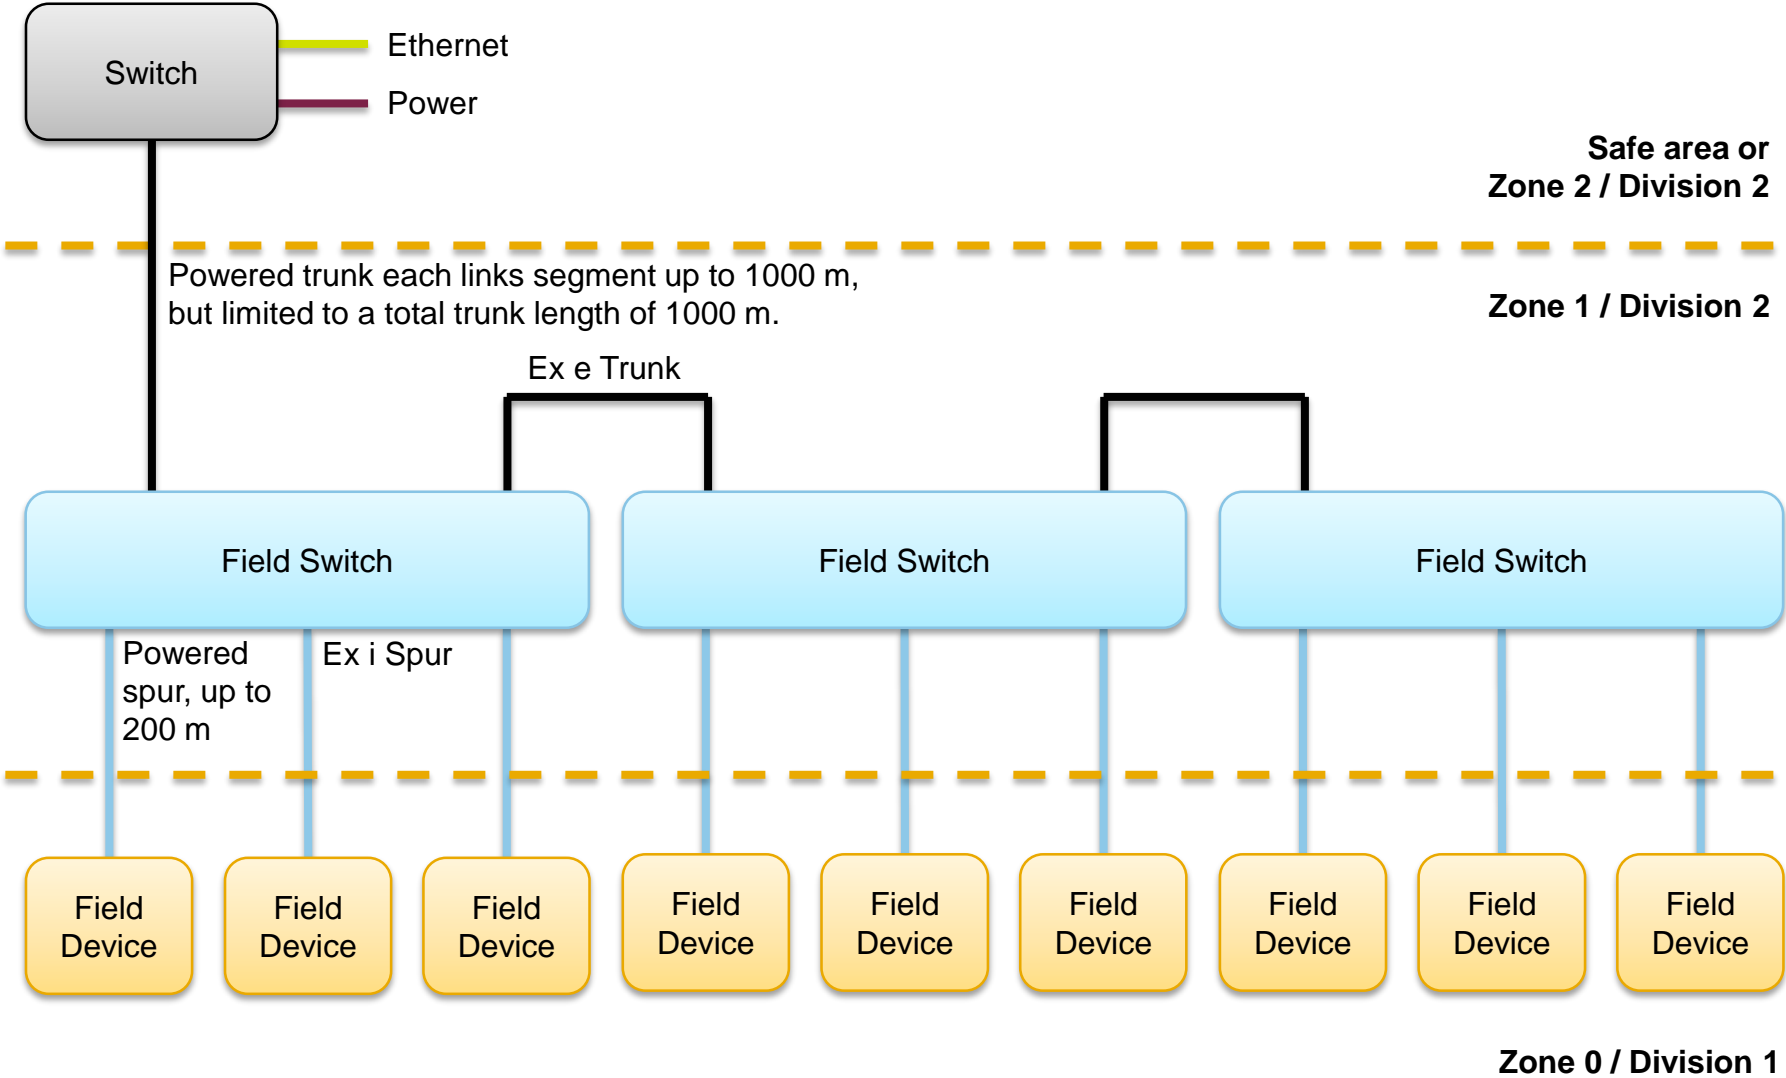 Switch
Ethernet
Power
Safe area or
Zone 2 / Division 2
Powered trunk each links segment up to 1000 m,
but limited to a total trunk length of 1000 m.
Zone 1 / Division 2
Ex e Trunk
Field Switch
Field Switch
Field Switch
Powered
spur, up to
200 m
Ex i Spur
Field
Device
Field
Device
Field
Device
Field
Device
Field
Device
Field
Device
Field
Device
Field
Device
Field
Device
Zone 0 / Division 1